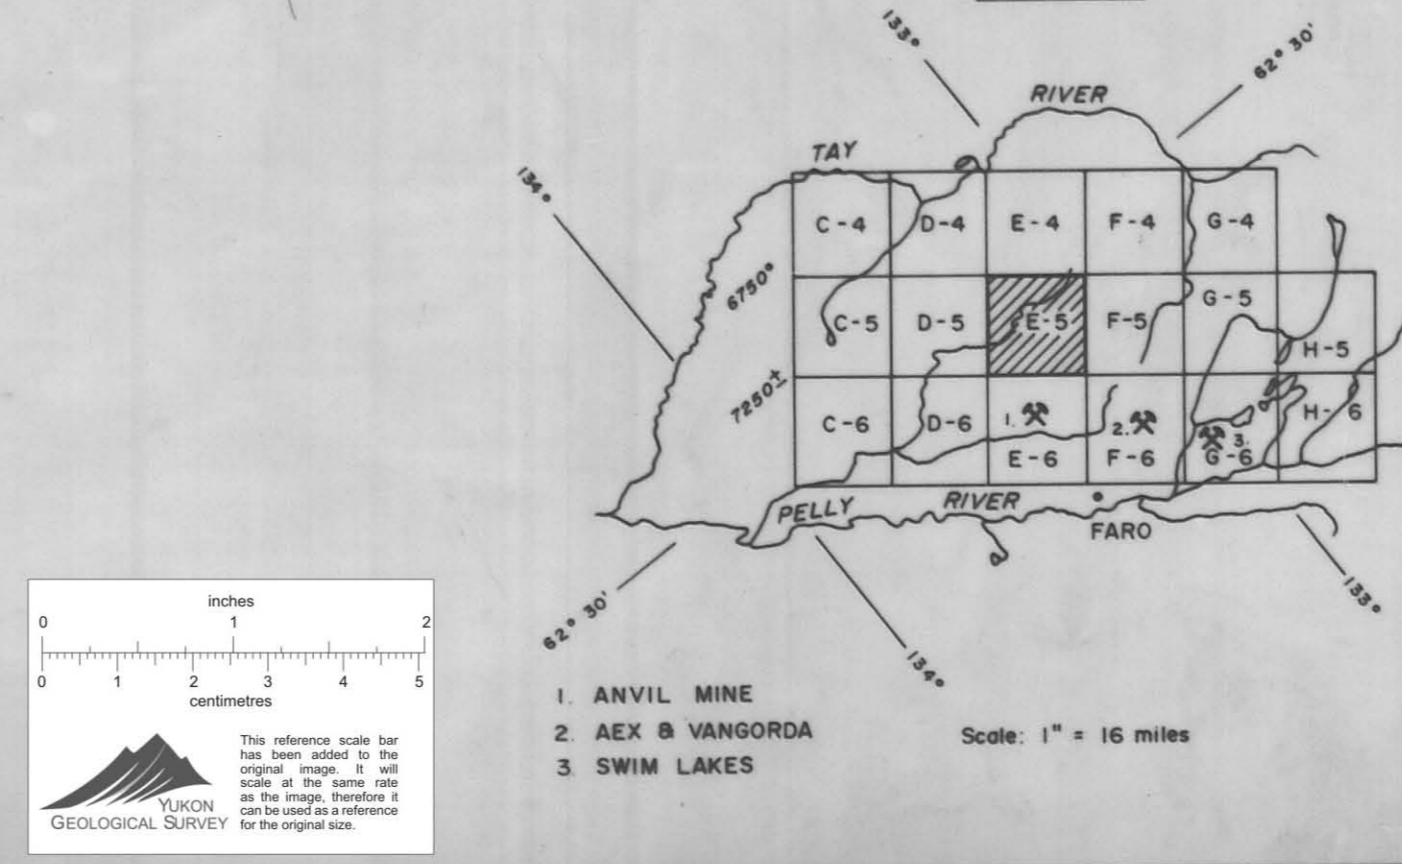 133°
62° 30'
RIVER
TAY
134°
C-4 D-4 E-4 F-4 G-4
6750°
C-5 D-5 E-5 F-5 G-5
H-5
7250±
C-6 D-6 1. 2. 3. H-6
E-6 F-6 G-6
PELLY RIVER
FARO
62° 30'
134°
133°
1. ANVIL MINE
2. AEX & VANGORDA
3 SWIM LAKES
Scale: 1" = 16 miles
inches
0 1 2
0 1 2 3 4 5
centimetres
This reference scale bar
has been added to the
original image. It will
scale at the same rate
as the image, therefore it
can be used as a reference
for the original size.
YUKON
GEOLOGICAL SURVEY